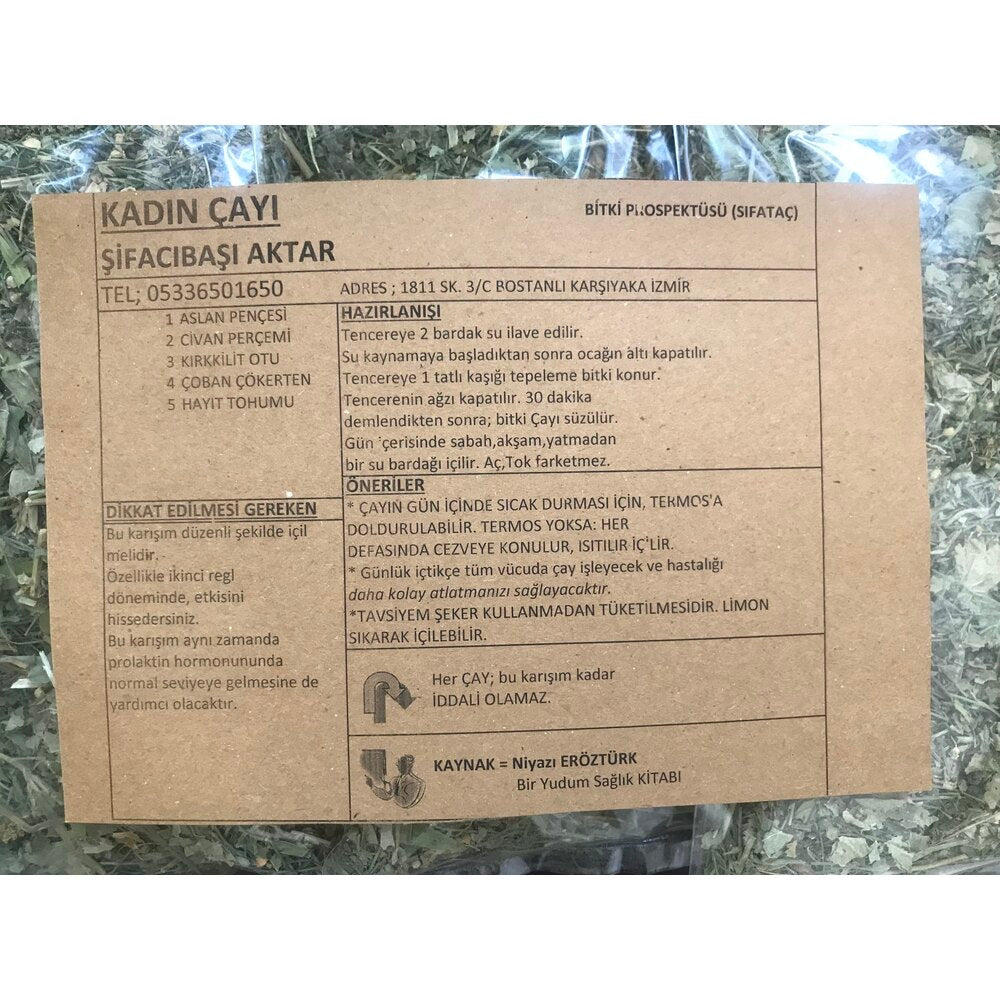 KADIN ÇAYI
BİTKİ PROSPEKTÜSÜ (SIFATAÇ)
ŞİFACIBAŞI AKTAR
TEL; 05336501650
ADRES ; 1811 SK. 3/C BOSTANLI KARŞIYAKA İZMİR
1 ASLAN PENÇESİ
2 CİVAN PERÇEMİ
3 KIRKKİLİT OTU
4 ÇOBAN ÇÖKERTEN
5 HAYIT TOHUMU
HAZIRLANIŞI
Tencereye 2 bardak su ilave edilir.
Su kaynamaya başladıktan sonra ocağın altı kapatılır.
Tencereye 1 tatlı kaşığı tepeleme bitki konur.
Tencerenin ağzı kapatılır. 30 dakika
demlendikten sonra; bitki Çayı süzülür.
Gün içerisinde sabah,akşam,yatmadan
bir su bardağı içilir. Aç,Tok farketmez.
DİKKAT EDİLMESİ GEREKEN
Bu karışım düzenli şekilde içil
melidir.
Özellikle ikinci regl
döneminde, etkisini
hissedersiniz.
Bu karışım aynı zamanda
prolaktin hormonununda
normal seviyeye gelmesine de
yardımcı olacaktır.
ÖNERİLER
* ÇAYIN GÜN İÇİNDE SICAK DURMASI İÇİN, TERMOS'A
DOLDURULABİLİR. TERMOS YOKSA: HER
DEFASINDA CEZVEYE KONULUR, ISITILIR İÇİLİR.
* Günlük içtikçe tüm vücuda çay işleyecek ve hastalığı
daha kolay atlatmanızı sağlayacaktır.
*TAVSİYEM ŞEKER KULLANMADAN TÜKETİLMESİDİR. LİMON
SIKARAK İÇİLEBİLİR.
Her ÇAY; bu karışım kadar
İDDALİ OLAMAZ.
KAYNAK = Niyazı ERÖZTÜRK
Bir Yudum Sağlık KİTABI